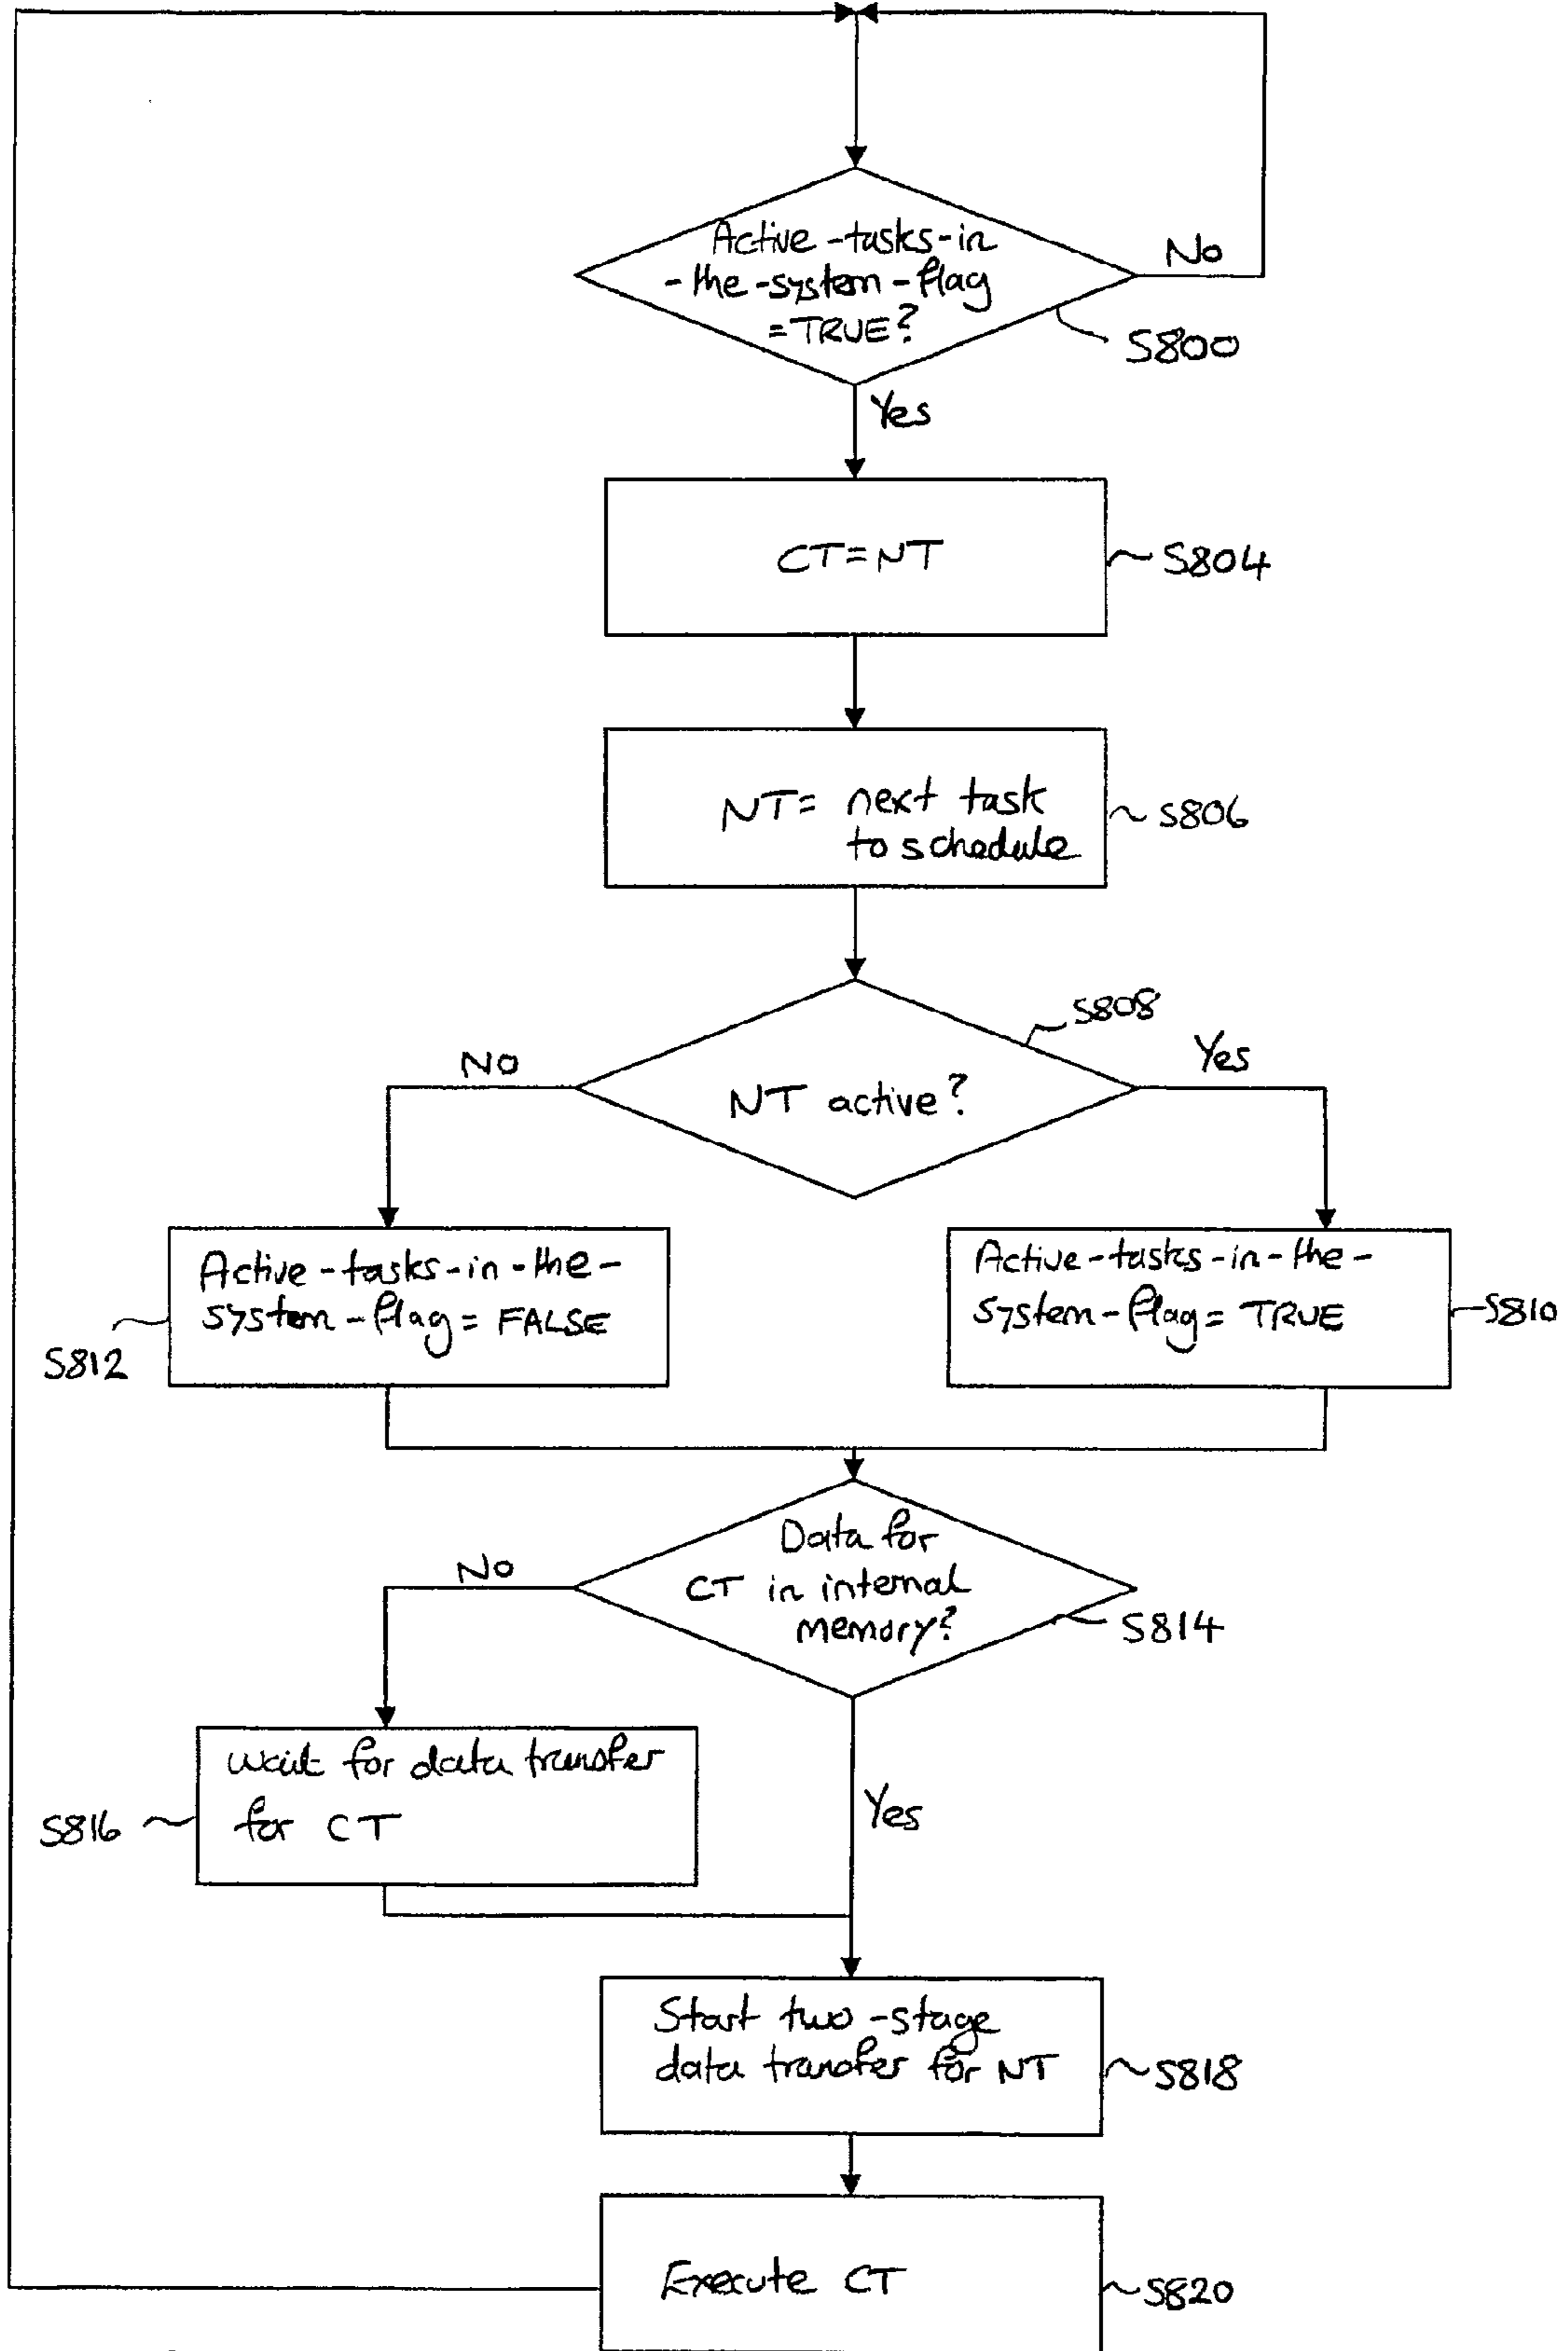 Active-tasks-in
-the-system-flag
=TRUE?
No
S800
Yes
CT=NT
S804
NT= next task
to schedule
S806
S808
No
Yes
NT active?
Active-tasks-in-the-
system-flag= FALSE
S812
Active-tasks-in-the-
system-flag= TRUE
S810
Data for
CT in internal
memory?
No
S814
wait for data transfer
for CT
S816
Yes
Start two-stage
data transfer for NT
S818
Execute CT
S820